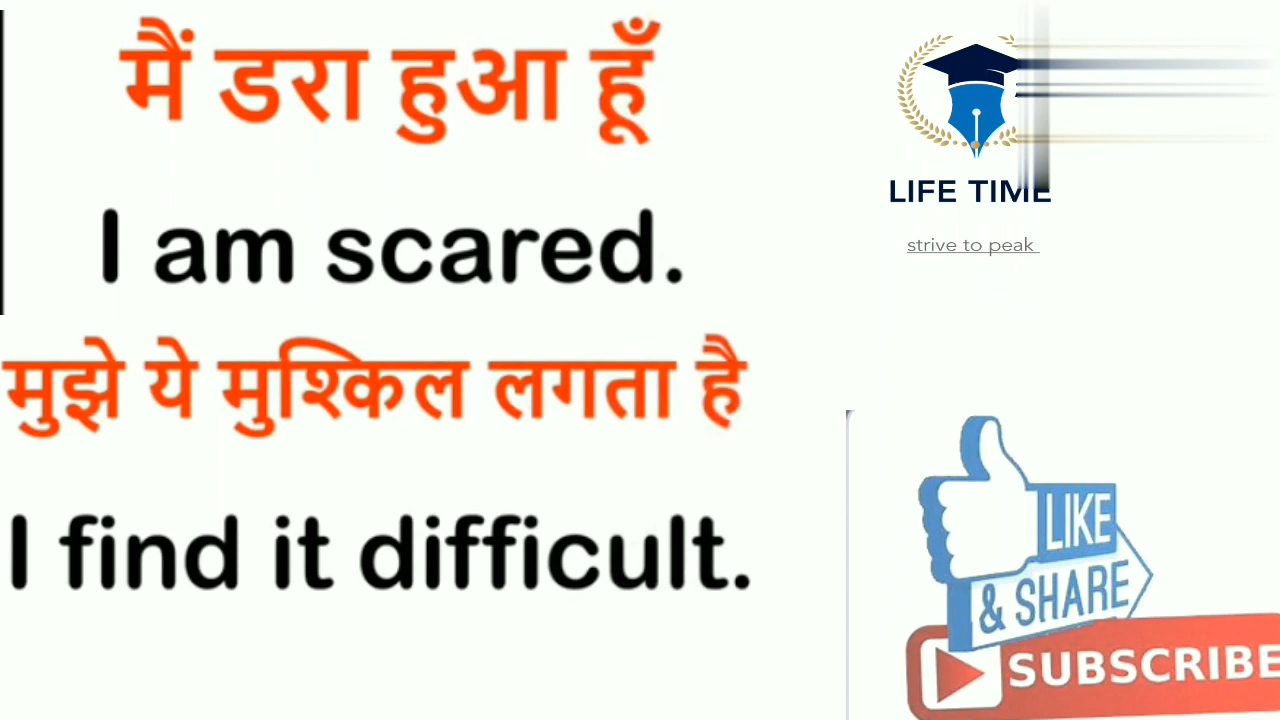 मैं डरा हुआ हूँ
I am scared.
मुझे ये मुश्किल लगता है
I find it difficult.
LIFE TIME
strive to peak
LIKE
& SHARE
SUBSCRIBE